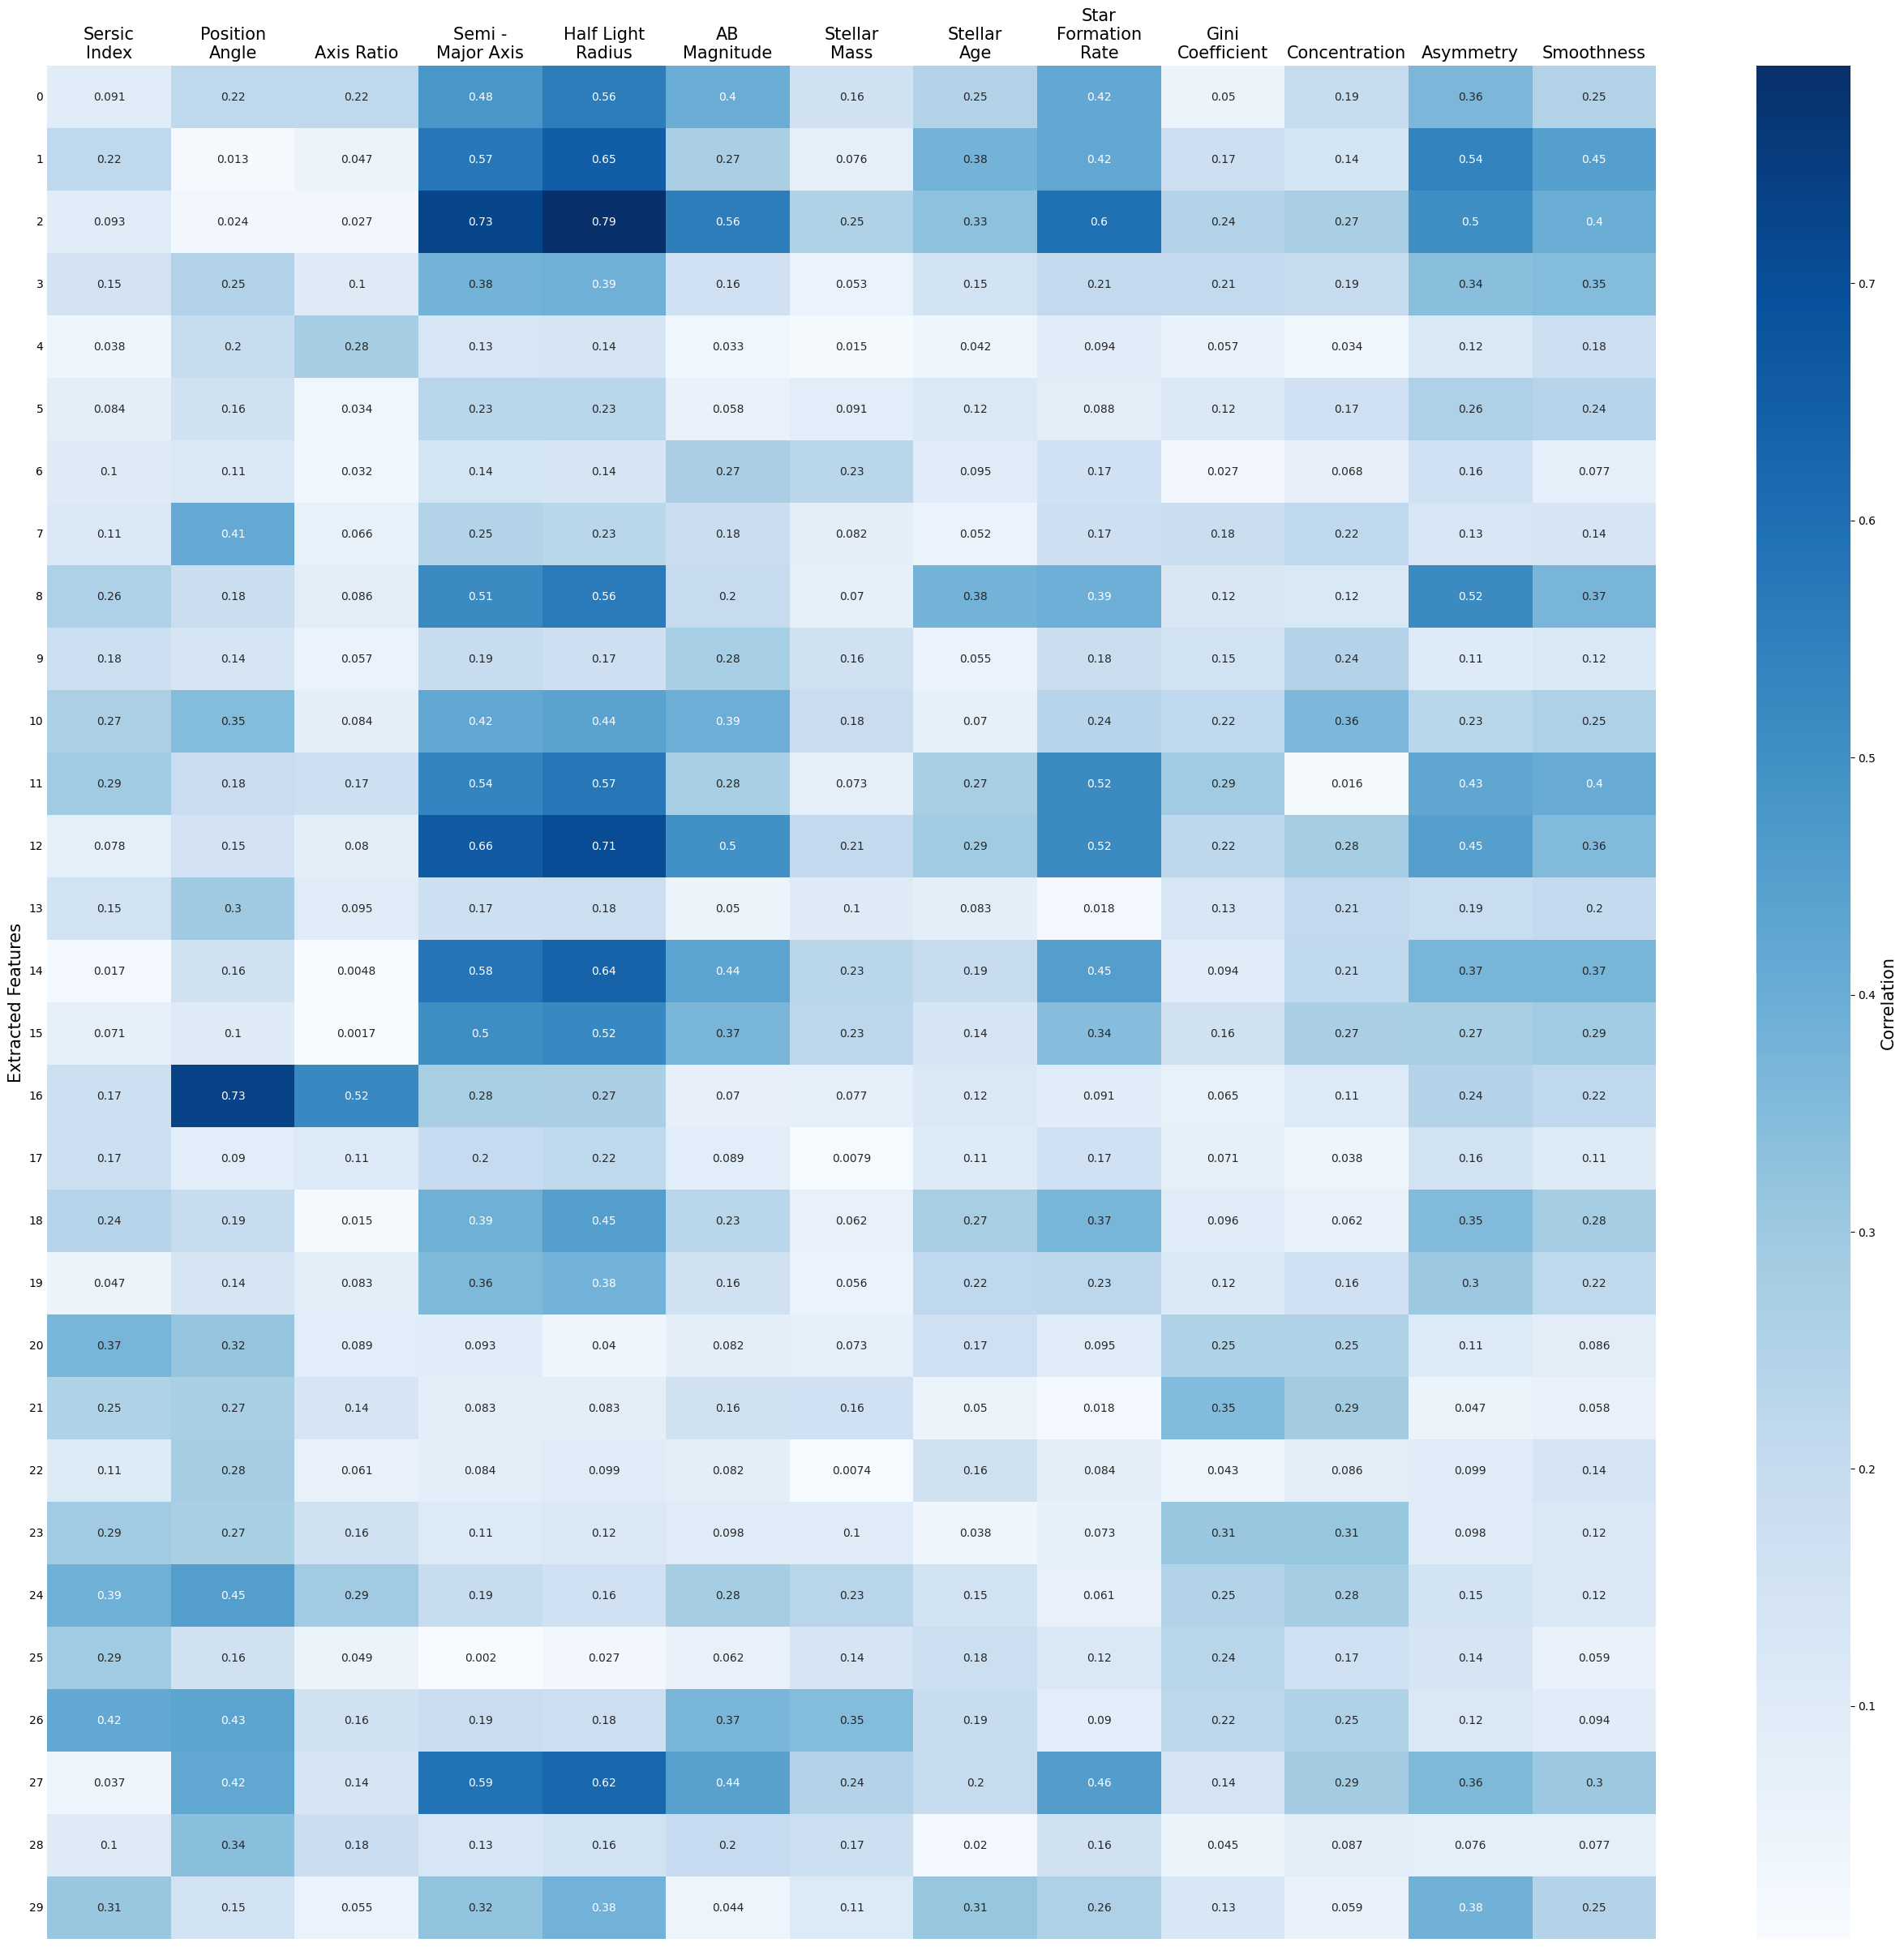 Star
Sersic Position Semi - Half Light AB Stellar Stellar Formation Gini
Index Angle Axis Ratio Major Axis Radius Magnitude Mass Age Rate Coefficient Concentration Asymmetry Smoothness
0 0.091 0.22 0.22 0.48 0.56 0.4 0.16 0.25 0.42 0.05 0.19 0.36 0.25
1 0.22 0.013 0.047 0.57 0.65 0.27 0.076 0.38 0.42 0.17 0.14 0.54 0.45
2 0.093 0.024 0.027 0.73 0.79 0.56 0.25 0.33 0.6 0.24 0.27 0.5 0.4
3 0.15 0.25 0.1 0.38 0.39 0.16 0.053 0.15 0.21 0.21 0.19 0.34 0.35
4 0.038 0.2 0.28 0.13 0.14 0.033 0.015 0.042 0.094 0.057 0.034 0.12 0.18
5 0.084 0.16 0.034 0.23 0.23 0.058 0.091 0.12 0.088 0.12 0.17 0.26 0.24
6 0.1 0.11 0.032 0.14 0.14 0.27 0.23 0.095 0.17 0.027 0.068 0.16 0.077
7 0.11 0.41 0.066 0.25 0.23 0.18 0.082 0.052 0.17 0.18 0.22 0.13 0.14
8 0.26 0.18 0.086 0.51 0.56 0.2 0.07 0.38 0.39 0.12 0.12 0.52 0.37
9 0.18 0.14 0.057 0.19 0.17 0.28 0.16 0.055 0.18 0.15 0.24 0.11 0.12
10 0.27 0.35 0.084 0.42 0.44 0.39 0.18 0.07 0.24 0.22 0.36 0.23 0.25
11 0.29 0.18 0.17 0.54 0.57 0.28 0.073 0.27 0.52 0.29 0.016 0.43 0.4
12 0.078 0.15 0.08 0.66 0.71 0.5 0.21 0.29 0.52 0.22 0.28 0.45 0.36
13 0.15 0.3 0.095 0.17 0.18 0.05 0.1 0.083 0.018 0.13 0.21 0.19 0.2
14 0.017 0.16 0.0048 0.58 0.64 0.44 0.23 0.19 0.45 0.094 0.21 0.37 0.37
15 0.071 0.1 0.0017 0.5 0.52 0.37 0.23 0.14 0.34 0.16 0.27 0.27 0.29
16 0.17 0.73 0.52 0.28 0.27 0.07 0.077 0.12 0.091 0.065 0.11 0.24 0.22
17 0.17 0.09 0.11 0.2 0.22 0.089 0.0079 0.11 0.17 0.071 0.038 0.16 0.11
18 0.24 0.19 0.015 0.39 0.45 0.23 0.062 0.27 0.37 0.096 0.062 0.35 0.28
19 0.047 0.14 0.083 0.36 0.38 0.16 0.056 0.22 0.23 0.12 0.16 0.3 0.22
20 0.37 0.32 0.089 0.093 0.04 0.082 0.073 0.17 0.095 0.25 0.25 0.11 0.086
21 0.25 0.27 0.14 0.083 0.083 0.16 0.16 0.05 0.018 0.35 0.29 0.047 0.058
22 0.11 0.28 0.061 0.084 0.099 0.082 0.0074 0.16 0.084 0.043 0.086 0.099 0.14
23 0.29 0.27 0.16 0.11 0.12 0.098 0.1 0.038 0.073 0.31 0.31 0.098 0.12
24 0.39 0.45 0.29 0.19 0.16 0.28 0.23 0.15 0.061 0.25 0.28 0.15 0.12
25 0.29 0.16 0.049 0.002 0.027 0.062 0.14 0.18 0.12 0.24 0.17 0.14 0.059
26 0.42 0.43 0.16 0.19 0.18 0.37 0.35 0.19 0.09 0.22 0.25 0.12 0.094
27 0.037 0.42 0.14 0.59 0.62 0.44 0.24 0.2 0.46 0.14 0.29 0.36 0.3
28 0.1 0.34 0.18 0.13 0.16 0.2 0.17 0.02 0.16 0.045 0.087 0.076 0.077
29 0.31 0.15 0.055 0.32 0.38 0.044 0.11 0.31 0.26 0.13 0.059 0.38 0.25
Extracted Features
0.7
0.6
0.5
0.4
0.3
0.2
0.1
Correlation